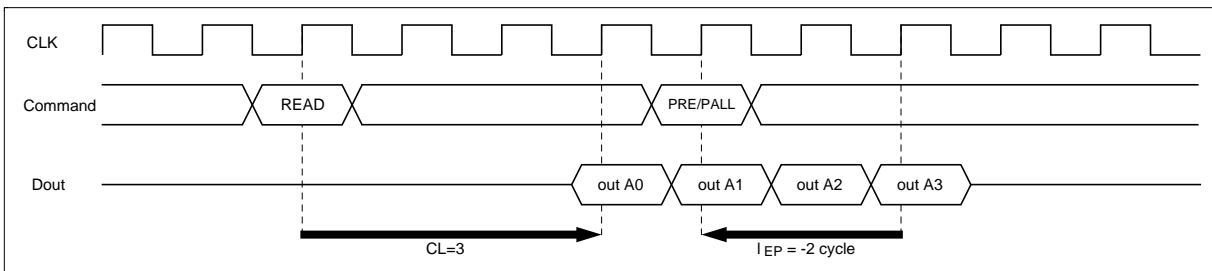 CLK
Command READ PRE/PALL
Dout out A0 out A1 out A2 out A3
CL=3 l EP = -2 cycle